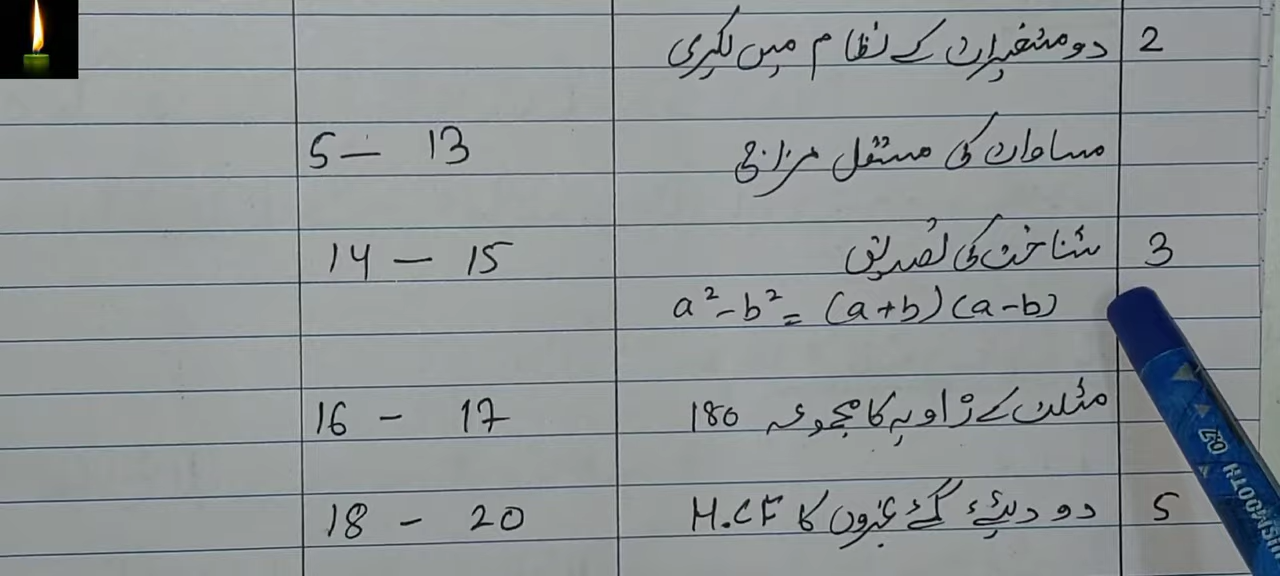 2 دو متغیرات کے نظام میں لکیری
مساوات کی مستقل مزاجی 5 – 13
3 شناخت کی تصدیق 14 – 15
a²-b² = (a+b)(a-b)
مثلث کے زاویہ کا مجموعہ 180 16 - 17
5 دو دیئے گئے عددوں کا H.C.F 18 - 20
SMOOTH